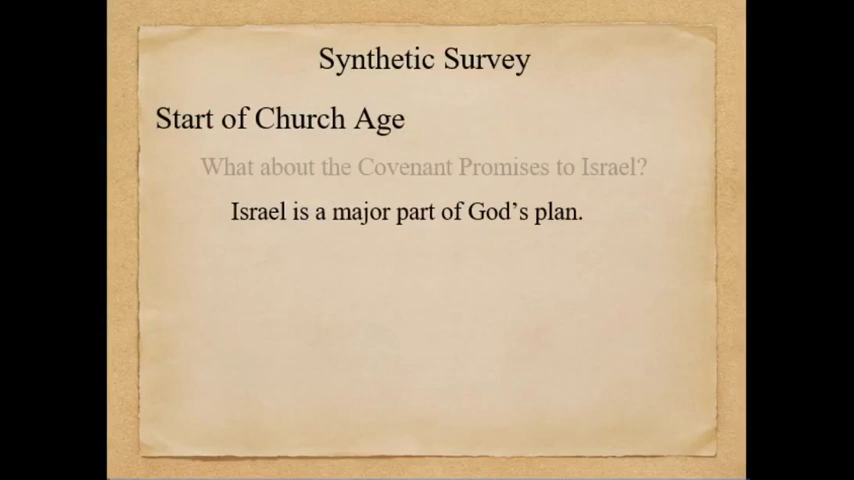 Synthetic Survey
Start of Church Age
What about the Covenant Promises to Israel?
Israel is a major part of God’s plan.